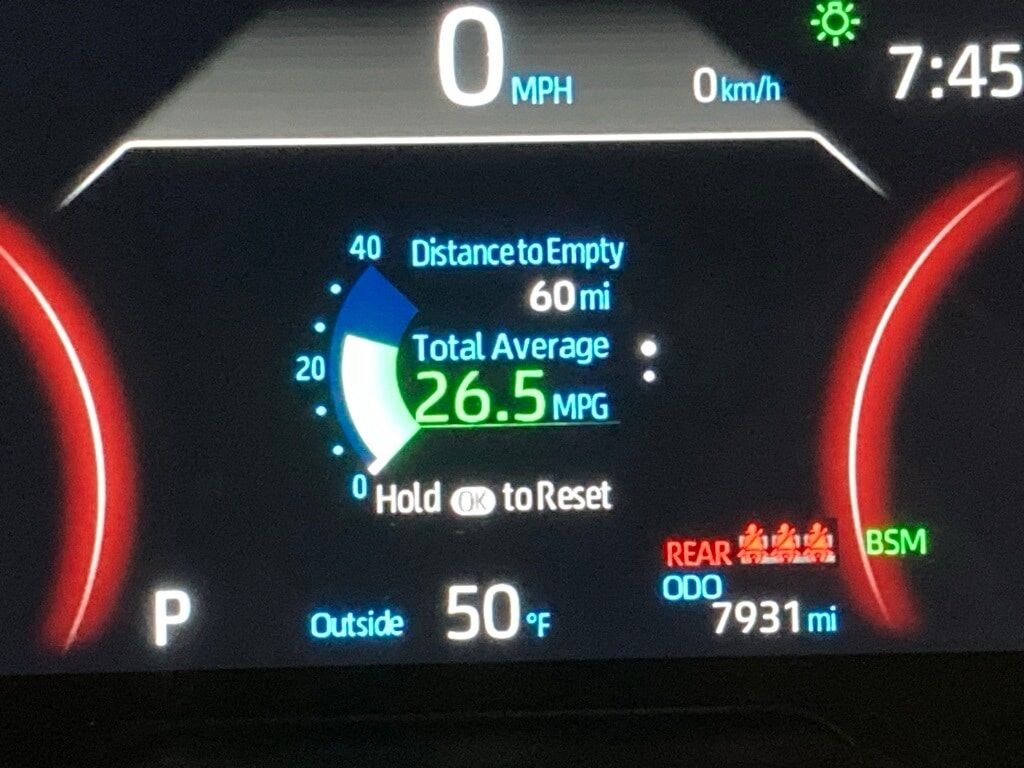 0 MPH 0 km/h 7:45
40 Distance to Empty
60 mi
Total Average
20
26.5 MPG
0 Hold OK to Reset
REAR BSM
ODO
P Outside 50 °F 7931 mi